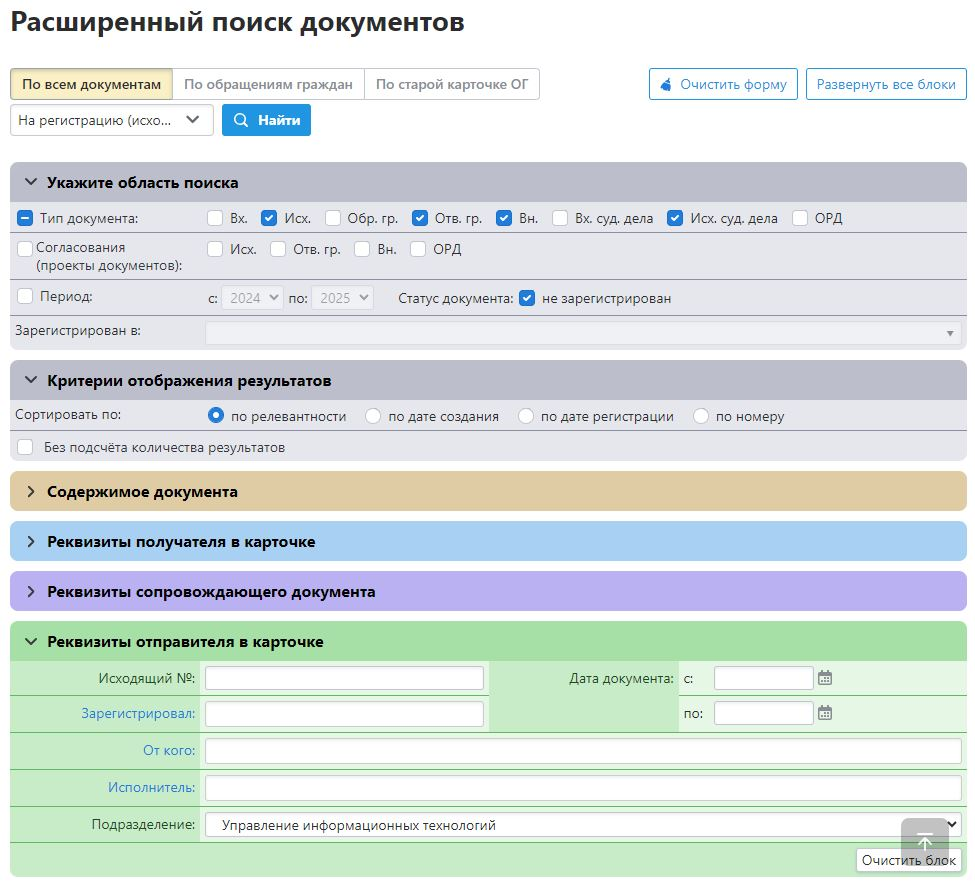 Расширенный поиск документов
По всем документам По обращениям граждан По старой карточке ОГ Очистить форму Развернуть все блоки
На регистрацию (исхо... Найти
Укажите область поиска
Тип документа: Вх. Исх. Обр. гр. Отв. гр. Вн. Вх. суд. дела Исх. суд. дела ОРД
Согласования
(проекты документов): Исх. Отв. гр. Вн. ОРД
Период: с: 2024 по: 2025 Статус документа: не зарегистрирован
Зарегистрирован в:
Критерии отображения результатов
Сортировать по: по релевантности по дате создания по дате регистрации по номеру
Без подсчёта количества результатов
Содержимое документа
Реквизиты получателя в карточке
Реквизиты сопровождающего документа
Реквизиты отправителя в карточке
Исходящий №: Дата документа: с:
Зарегистрировал: по:
От кого:
Исполнитель:
Подразделение: Управление информационных технологий
Очистить блок